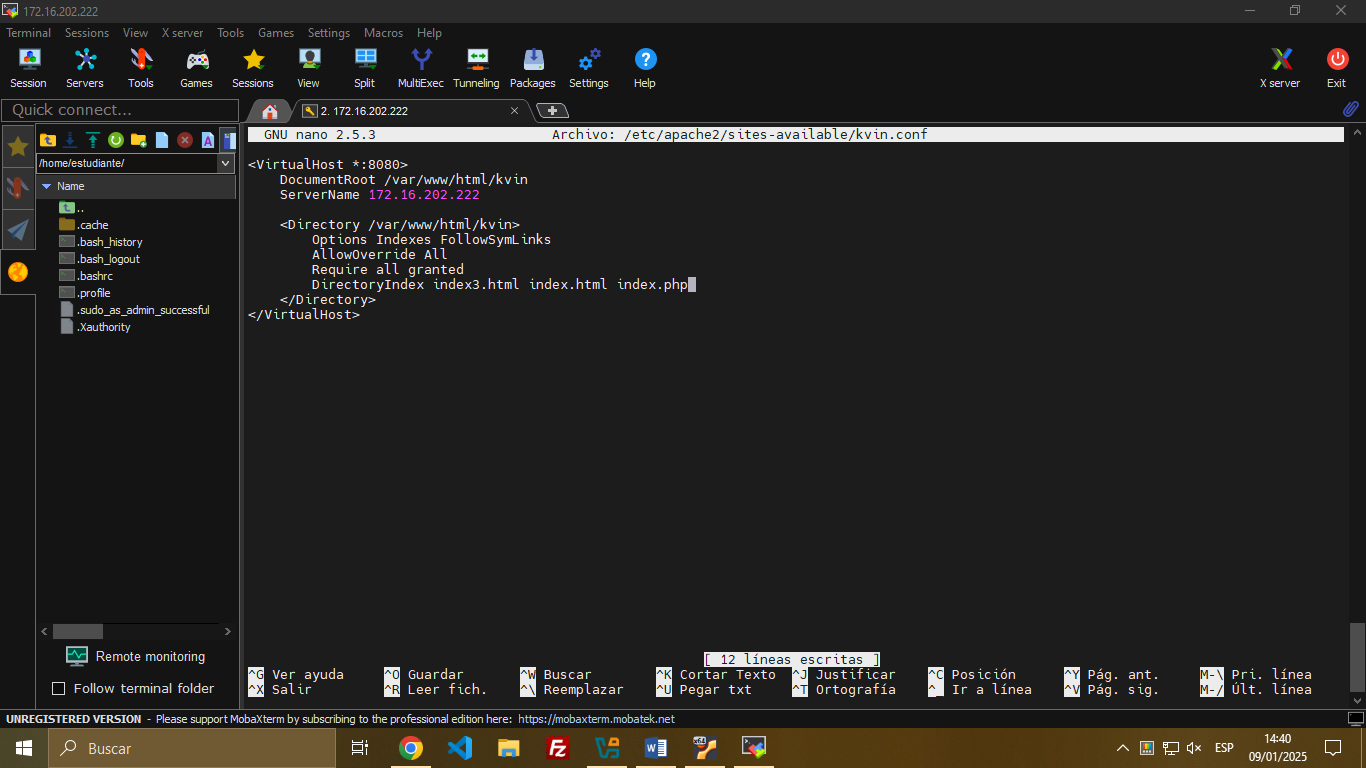 172.16.202.222
Terminal Sessions View X server Tools Games Settings Macros Help
Session Servers Tools Games Sessions View Split MultiExec Tunneling Packages Settings Help X server Exit
Quick connect...
2. 172.16.202.222
/home/estudiante/
Name
..
.cache
.bash_history
.bash_logout
.bashrc
.profile
.sudo_as_admin_successful
.Xauthority
Remote monitoring
Follow terminal folder
GNU nano 2.5.3 Archivo: /etc/apache2/sites-available/kvin.conf
<VirtualHost *:8080>
DocumentRoot /var/www/html/kvin
ServerName 172.16.202.222
<Directory /var/www/html/kvin>
Options Indexes FollowSymLinks
AllowOverride All
Require all granted
DirectoryIndex index3.html index.html index.php
</Directory>
</VirtualHost>
[ 12 líneas escritas ]
^G Ver ayuda ^O Guardar ^W Buscar ^K Cortar Texto ^J Justificar ^C Posición ^Y Pág. ant. M-\ Pri. línea
^X Salir ^R Leer fich. ^\ Reemplazar ^U Pegar txt ^T Ortografía ^_ Ir a línea ^V Pág. sig. M-/ Últ. línea
UNREGISTERED VERSION - Please support MobaXterm by subscribing to the professional edition here: https://mobaxterm.mobatek.net
Buscar
ESP
14:40
09/01/2025